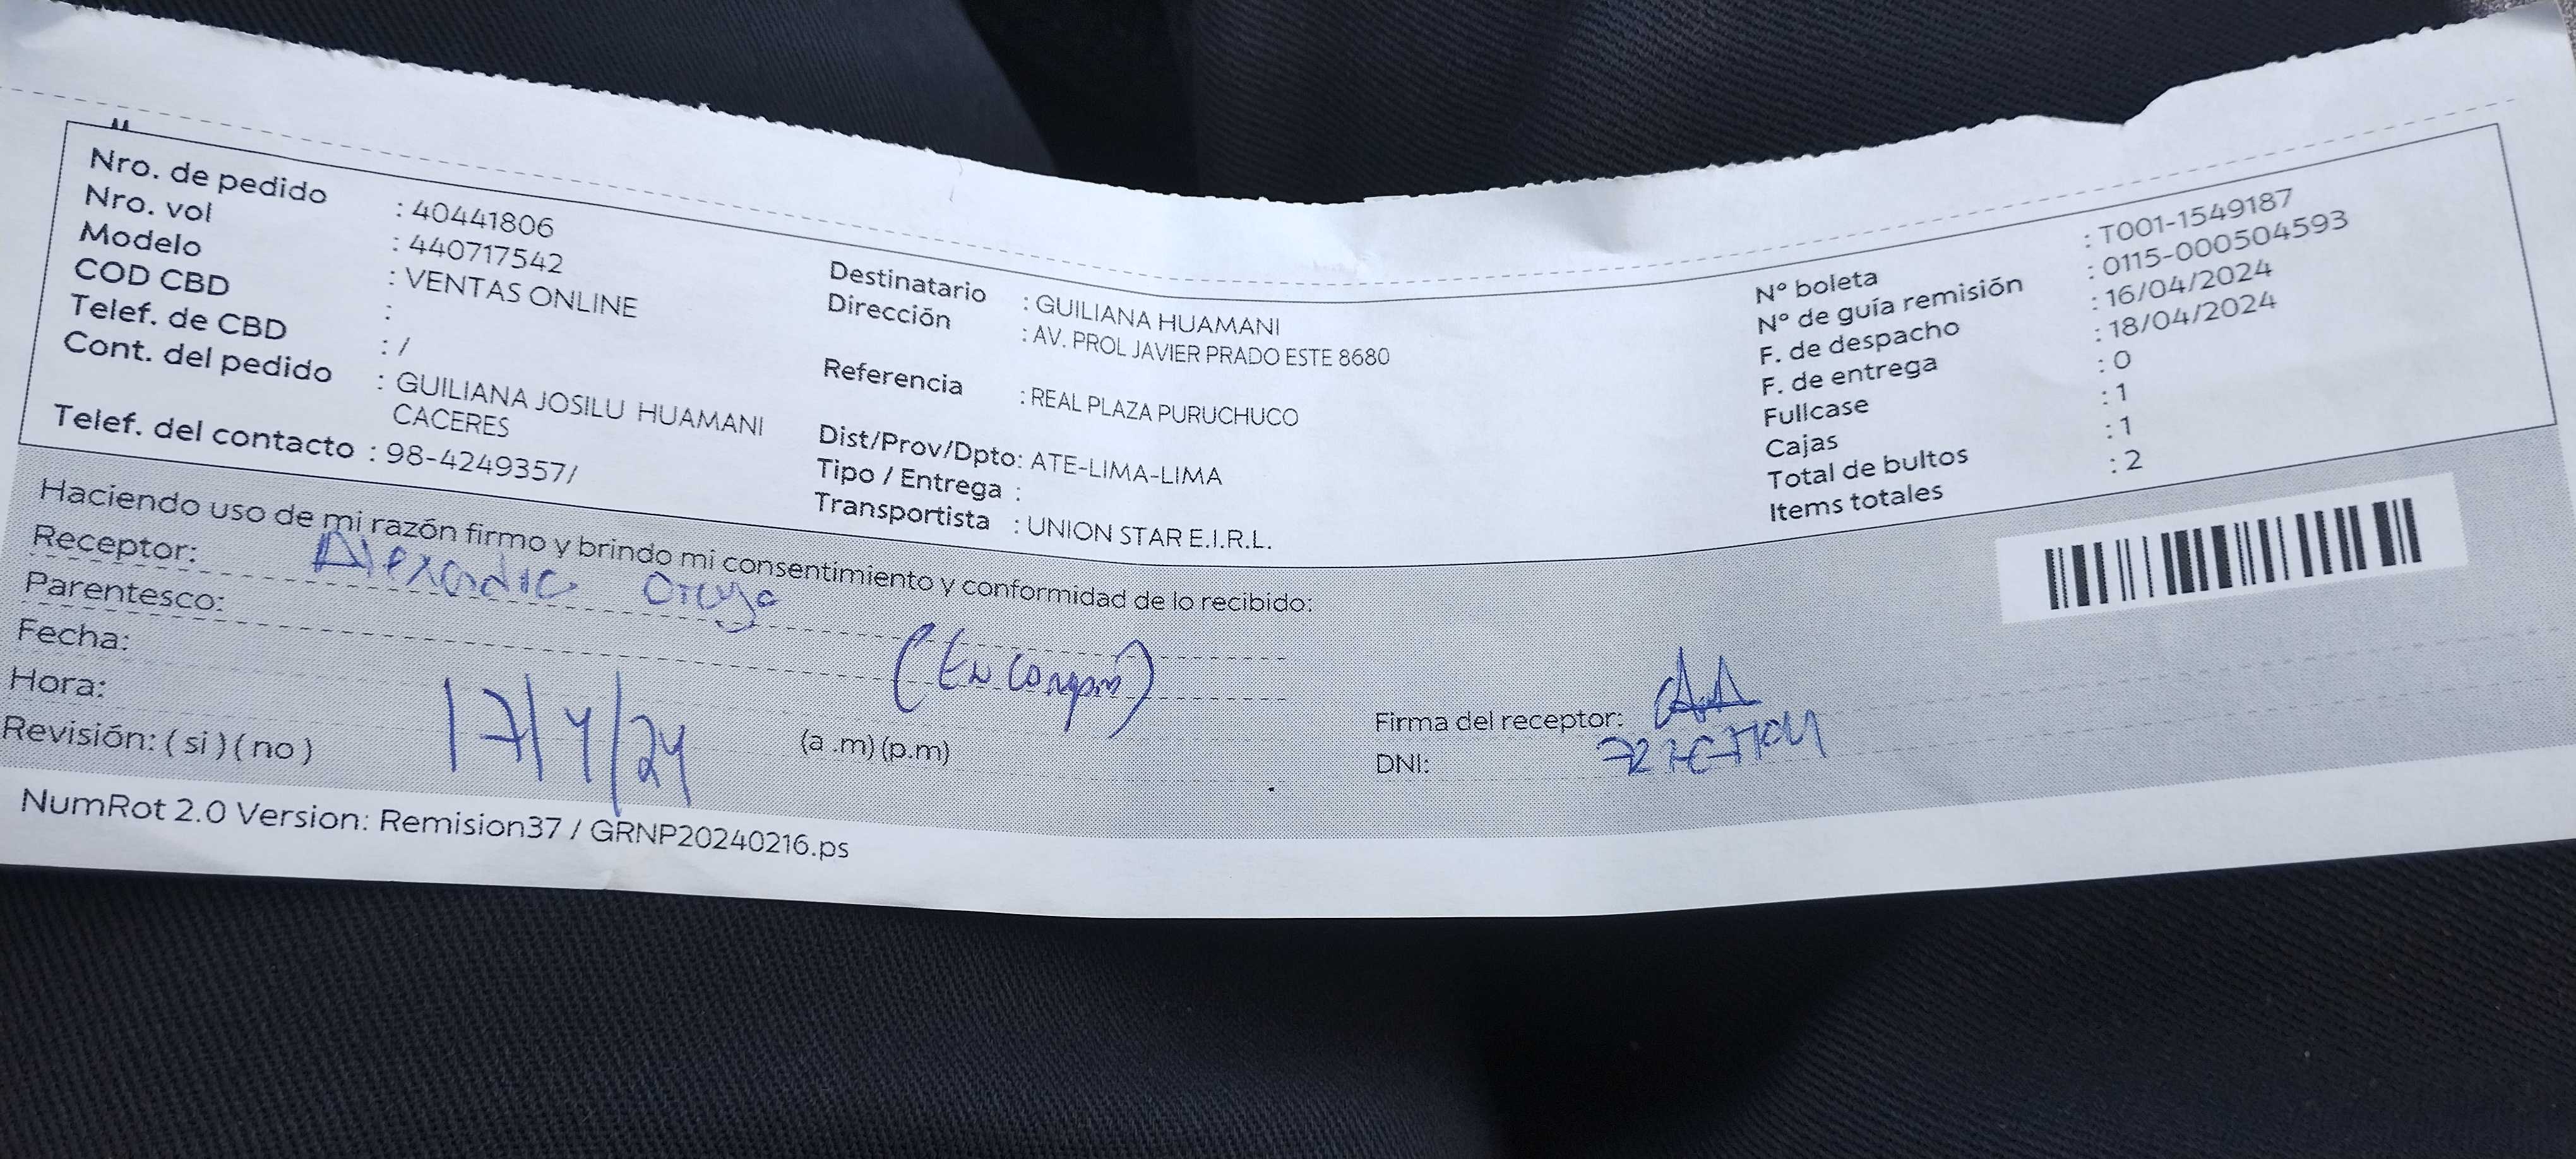 Nro. de pedido : 40441806
Nro. vol : 440717542
Modelo : VENTAS ONLINE
COD CBD :
Telef. de CBD : /
Cont. del pedido : GUILIANA JOSILU HUAMANI
CACERES
Telef. del contacto : 98-4249357/
Destinatario : GUILIANA HUAMANI
Dirección : AV. PROL JAVIER PRADO ESTE 8680
Referencia : REAL PLAZA PURUCHUCO
Dist/Prov/Dpto: ATE-LIMA-LIMA
Tipo / Entrega :
Transportista : UNION STAR E.I.R.L.
N° boleta : T001-1549187
N° de guía remisión : 0115-000504593
F. de despacho : 16/04/2024
F. de entrega : 18/04/2024
Fullcase : 0
Cajas : 1
Total de bultos : 1
Items totales : 2
Haciendo uso de mi razón firmo y brindo mi consentimiento y conformidad de lo recibido:
Receptor:
Parentesco:
Fecha: 17/4/24
Hora: (a .m) (p.m)
Revisión: ( si ) ( no )
Firma del receptor:
DNI:
NumRot 2.0 Version: Remision37 / GRNP20240216.ps